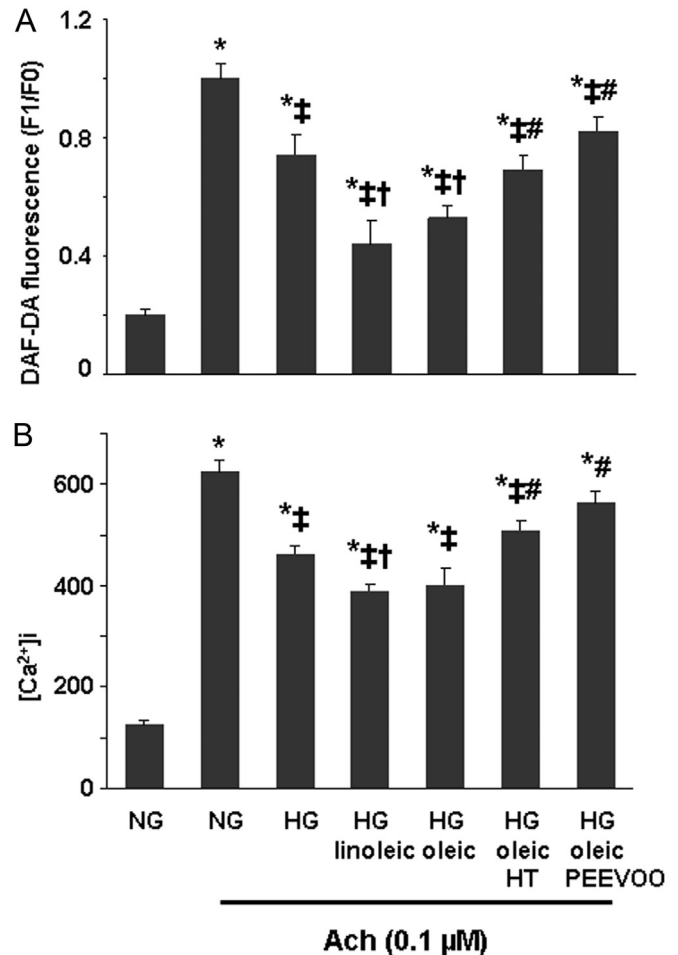 A
DAF-DA fluorescence (F1/F0)
1.2
0.8
0.4
0
*
*‡
*‡†
*‡†
*‡#
*‡#
B
[Ca²⁺]i
600
400
200
0
*
*‡
*‡†
*‡
*‡#
*#
NG NG HG HG HG HG HG
linoleic oleic oleic oleic
HT PEEVOO
Ach (0.1 µM)